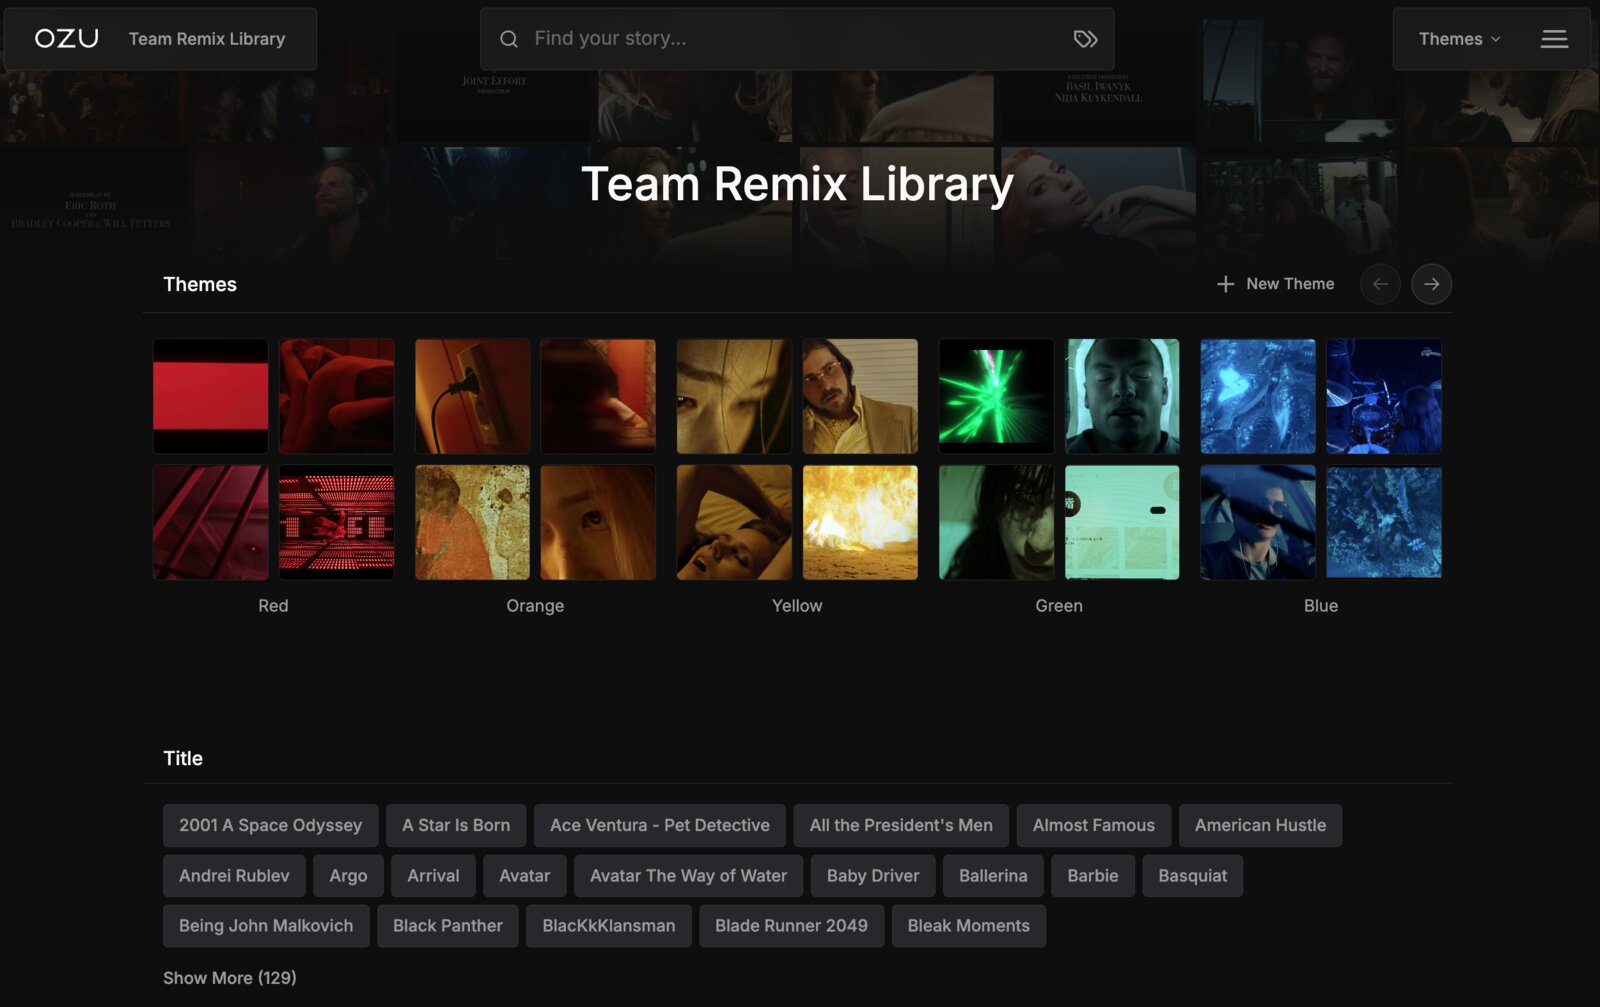 OZU
Team Remix Library
Find your story...
Themes
JOINT EFFORT
PRODUCTION
EXECUTIVE PRODUCERS
BASIL IWANYK
NIIJA KUYKENDALL
SCREENPLAY BY
ERIC ROTH
AND
BRADLEY COOPER & WILL FETTERS
Team Remix Library
Themes
New Theme
Red
Orange
Yellow
Green
Blue
Title
2001 A Space Odyssey
A Star Is Born
Ace Ventura - Pet Detective
All the President's Men
Almost Famous
American Hustle
Andrei Rublev
Argo
Arrival
Avatar
Avatar The Way of Water
Baby Driver
Ballerina
Barbie
Basquiat
Being John Malkovich
Black Panther
BlacKkKlansman
Blade Runner 2049
Bleak Moments
Show More (129)